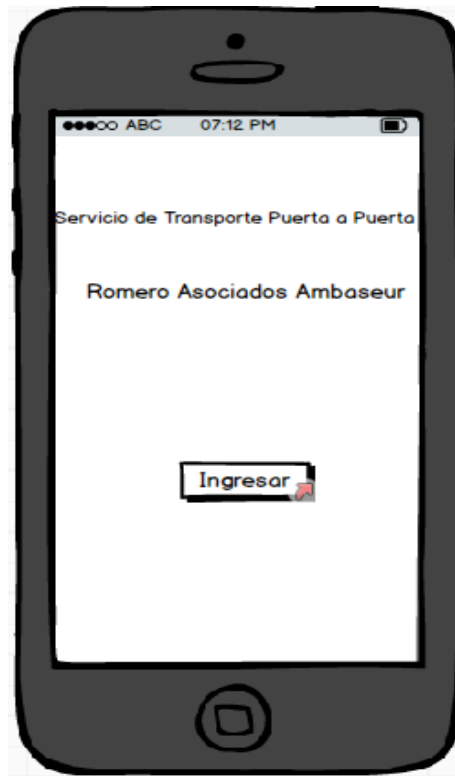 ABC 07:12 PM
Servicio de Transporte Puerta a Puerta
Romero Asociados Ambaseur
Ingresar